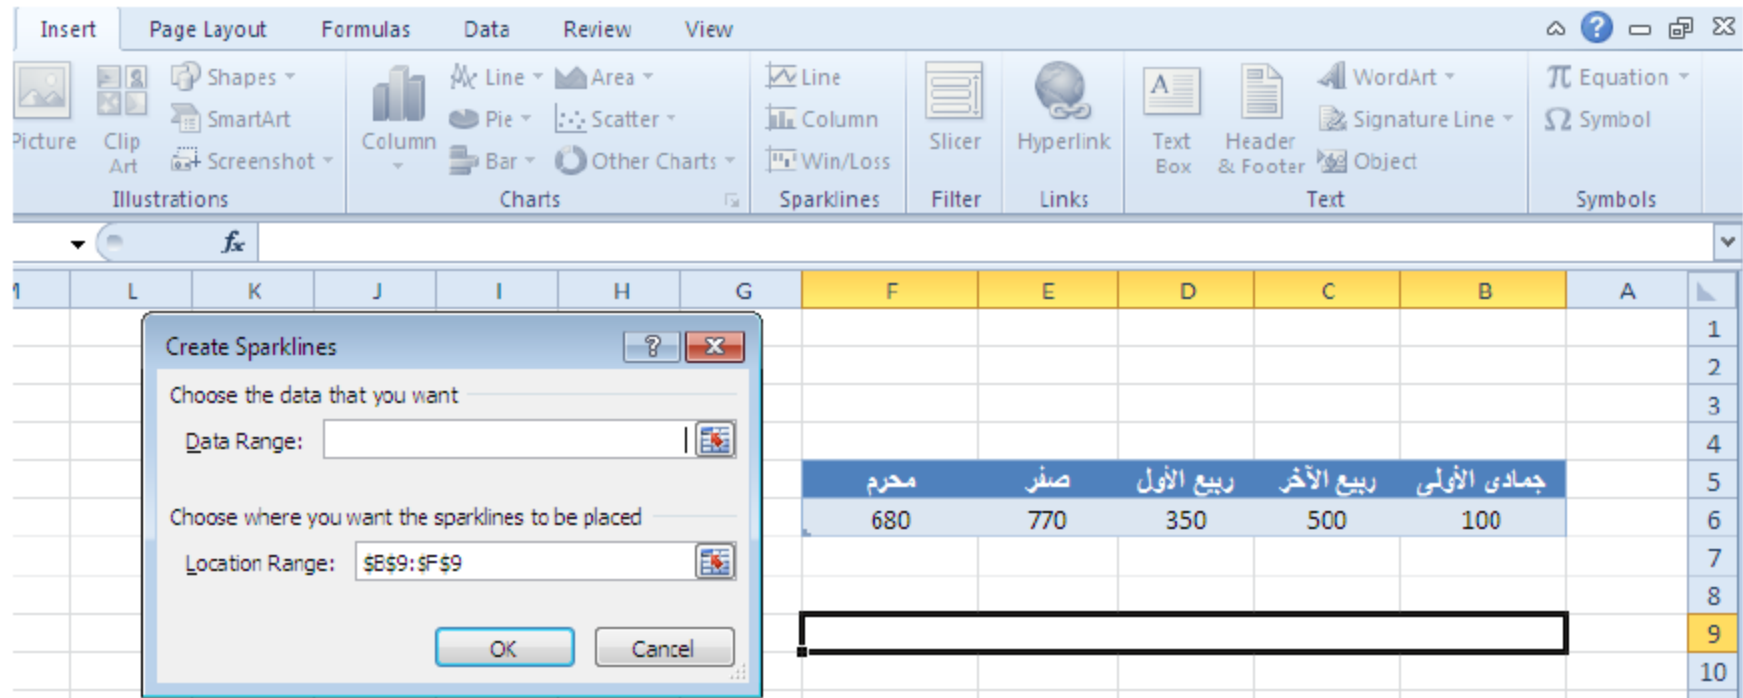 Insert Page Layout Formulas Data Review View
Picture
Clip Art
Shapes
SmartArt
Screenshot
Illustrations
Column
Line
Pie
Bar
Area
Scatter
Other Charts
Charts
Line
Column
Win/Loss
Sparklines
Slicer
Filter
Hyperlink
Links
Text Box
Header & Footer
WordArt
Signature Line
Object
Text
π Equation
Ω Symbol
Symbols
fx
L K J I H G F E D C B A
1
2
3
4
5
6
7
8
9
10
Create Sparklines
Choose the data that you want
Data Range:
Choose where you want the sparklines to be placed
Location Range: $B$9:$F$9
OK Cancel
محرم صفر ربيع الأول ربيع الآخر جمادى الأولى
680 770 350 500 100